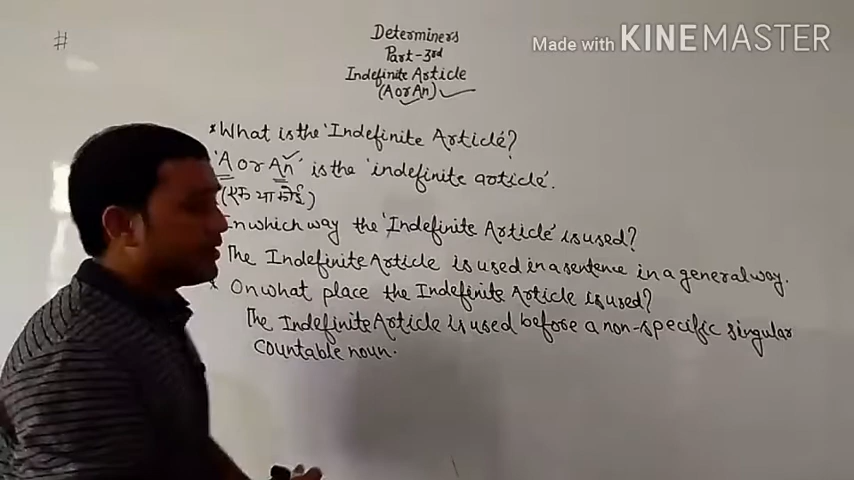 #
Made with KINEMASTER
Determiners
Part-3rd
Indefinite Article
(A or An)
* What is the 'Indefinite Article'?
'A or An' is the 'indefinite article'.
(एक या कोई)
In which way the 'Indefinite Article' is used?
The Indefinite Article is used in a sentence in a general way.
* On what place the Indefinite Article is used?
The Indefinite Article is used before a non-specific singular
countable noun.